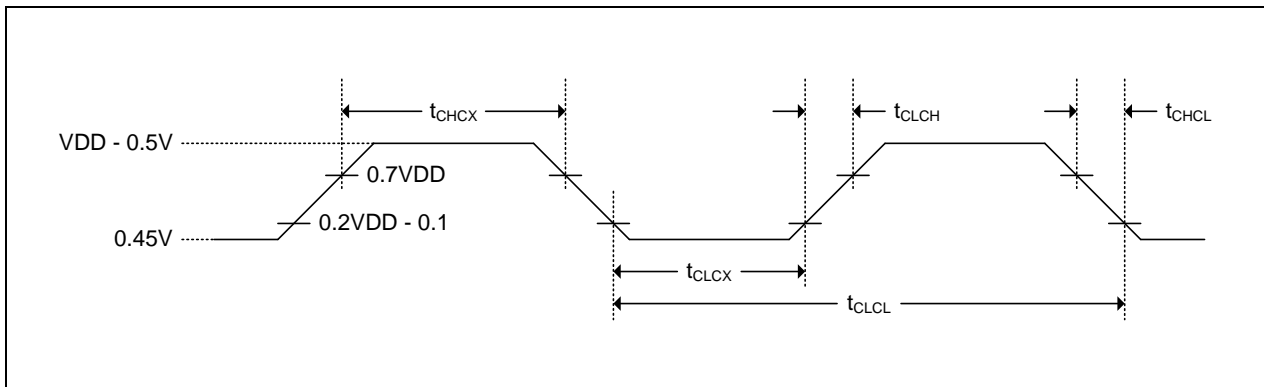 tCHCX
tCLCH
tCHCL
VDD - 0.5V
0.7VDD
0.2VDD - 0.1
0.45V
tCLCX
tCLCL